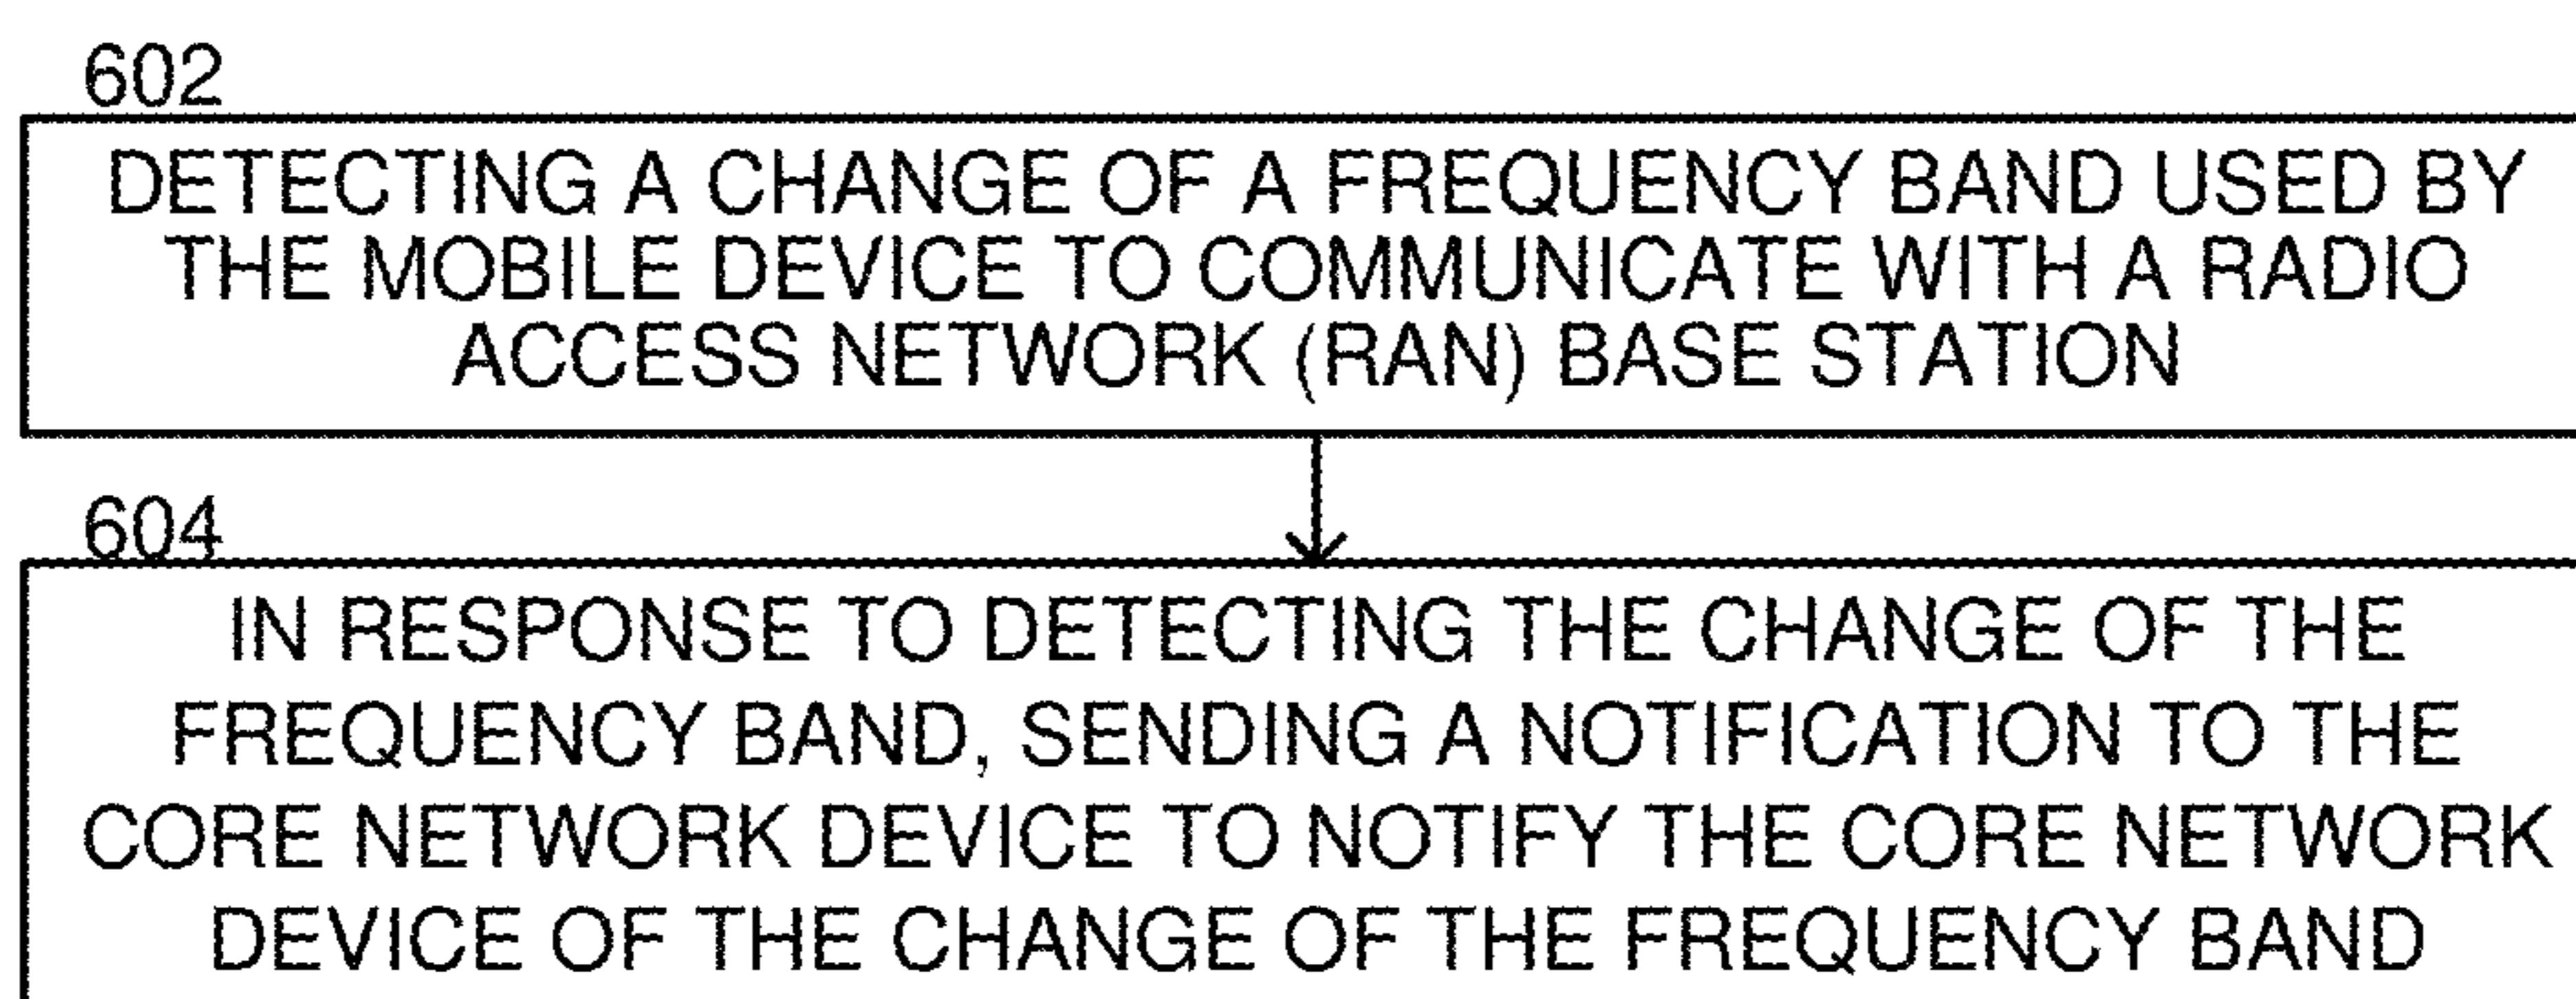 602
DETECTING A CHANGE OF A FREQUENCY BAND USED BY
THE MOBILE DEVICE TO COMMUNICATE WITH A RADIO
ACCESS NETWORK (RAN) BASE STATION
604
IN RESPONSE TO DETECTING THE CHANGE OF THE
FREQUENCY BAND, SENDING A NOTIFICATION TO THE
CORE NETWORK DEVICE TO NOTIFY THE CORE NETWORK
DEVICE OF THE CHANGE OF THE FREQUENCY BAND